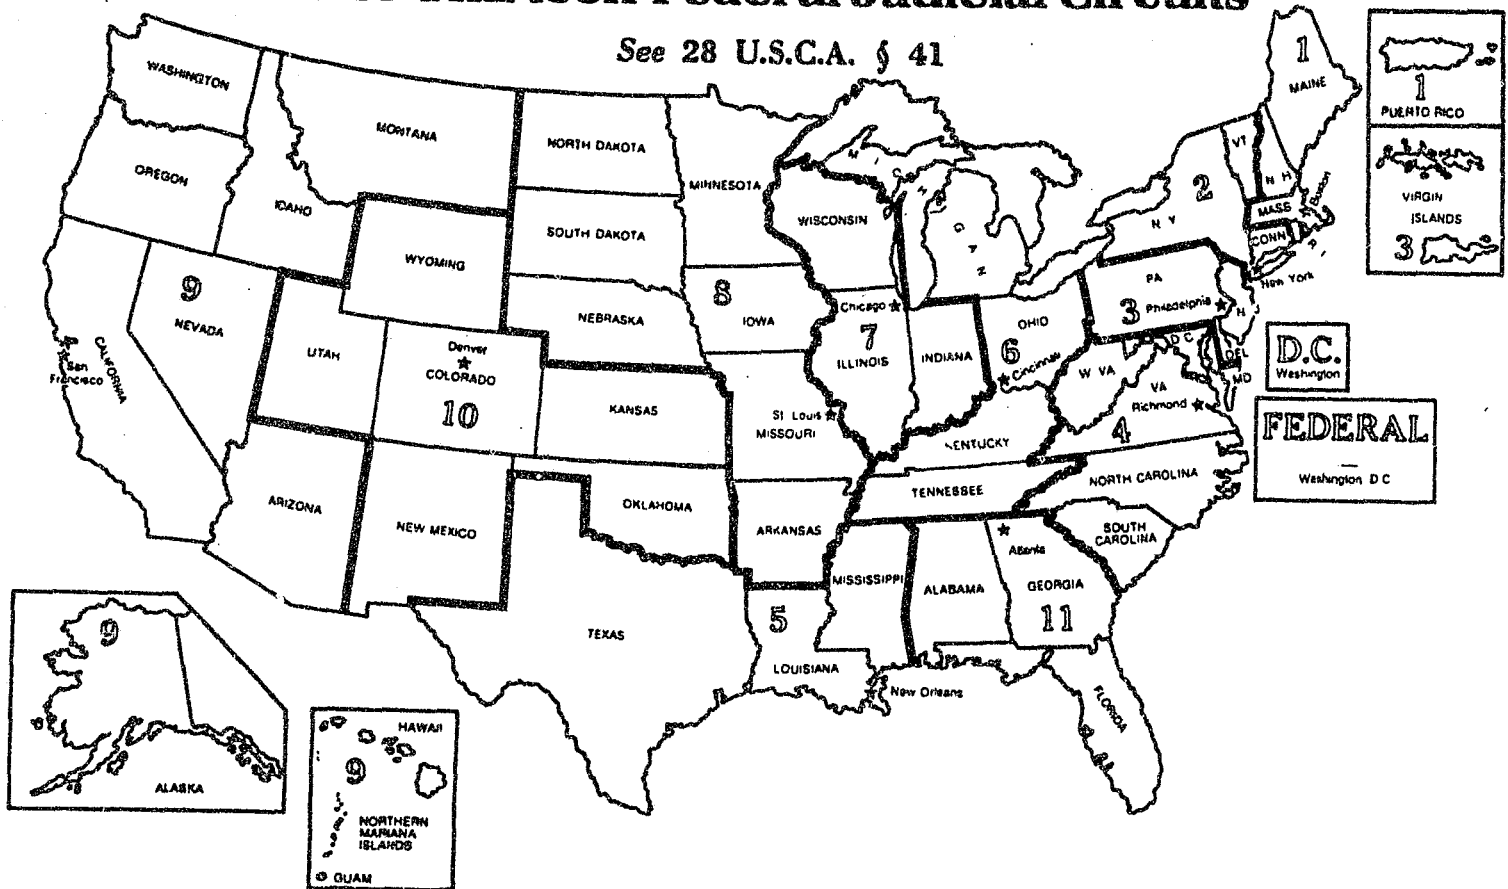 Federal Judicial Circuits
See 28 U.S.C.A. § 41
WASHINGTON
MONTANA
NORTH DAKOTA
MINNESOTA
OREGON
IDAHO
WYOMING
SOUTH DAKOTA
WISCONSIN
MICHIGAN
1
MAINE
VT
N H
2
N Y
MASS
Boston
CONN
R I
New York
1
PUERTO RICO
VIRGIN
ISLANDS
3
9
NEVADA
CALIFORNIA
San
Francisco
UTAH
Denver
COLORADO
10
NEBRASKA
8
IOWA
Chicago
7
ILLINOIS
INDIANA
OHIO
6
Cincinnati
PA
3
Philadelphia
N J
D C
DEL
MD
W VA
VA
Richmond
4
D.C.
Washington
FEDERAL
Washington D C
KANSAS
St Louis
MISSOURI
KENTUCKY
ARIZONA
NEW MEXICO
OKLAHOMA
ARKANSAS
TENNESSEE
NORTH CAROLINA
SOUTH
CAROLINA
MISSISSIPPI
ALABAMA
Atlanta
GEORGIA
11
TEXAS
5
LOUISIANA
New Orleans
FLORIDA
9
ALASKA
HAWAII
9
NORTHERN
MARIANA
ISLANDS
GUAM